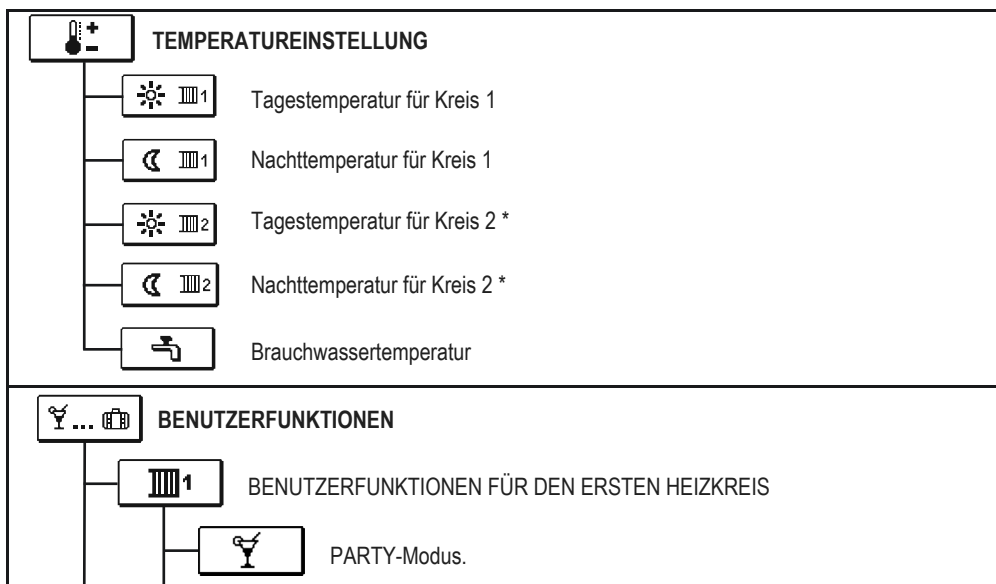 TEMPERATUREINSTELLUNG
1 Tagestemperatur für Kreis 1
1 Nachttemperatur für Kreis 1
2 Tagestemperatur für Kreis 2 *
2 Nachttemperatur für Kreis 2 *
Brauchwassertemperatur
... BENUTZERFUNKTIONEN
1 BENUTZERFUNKTIONEN FÜR DEN ERSTEN HEIZKREIS
PARTY-Modus.